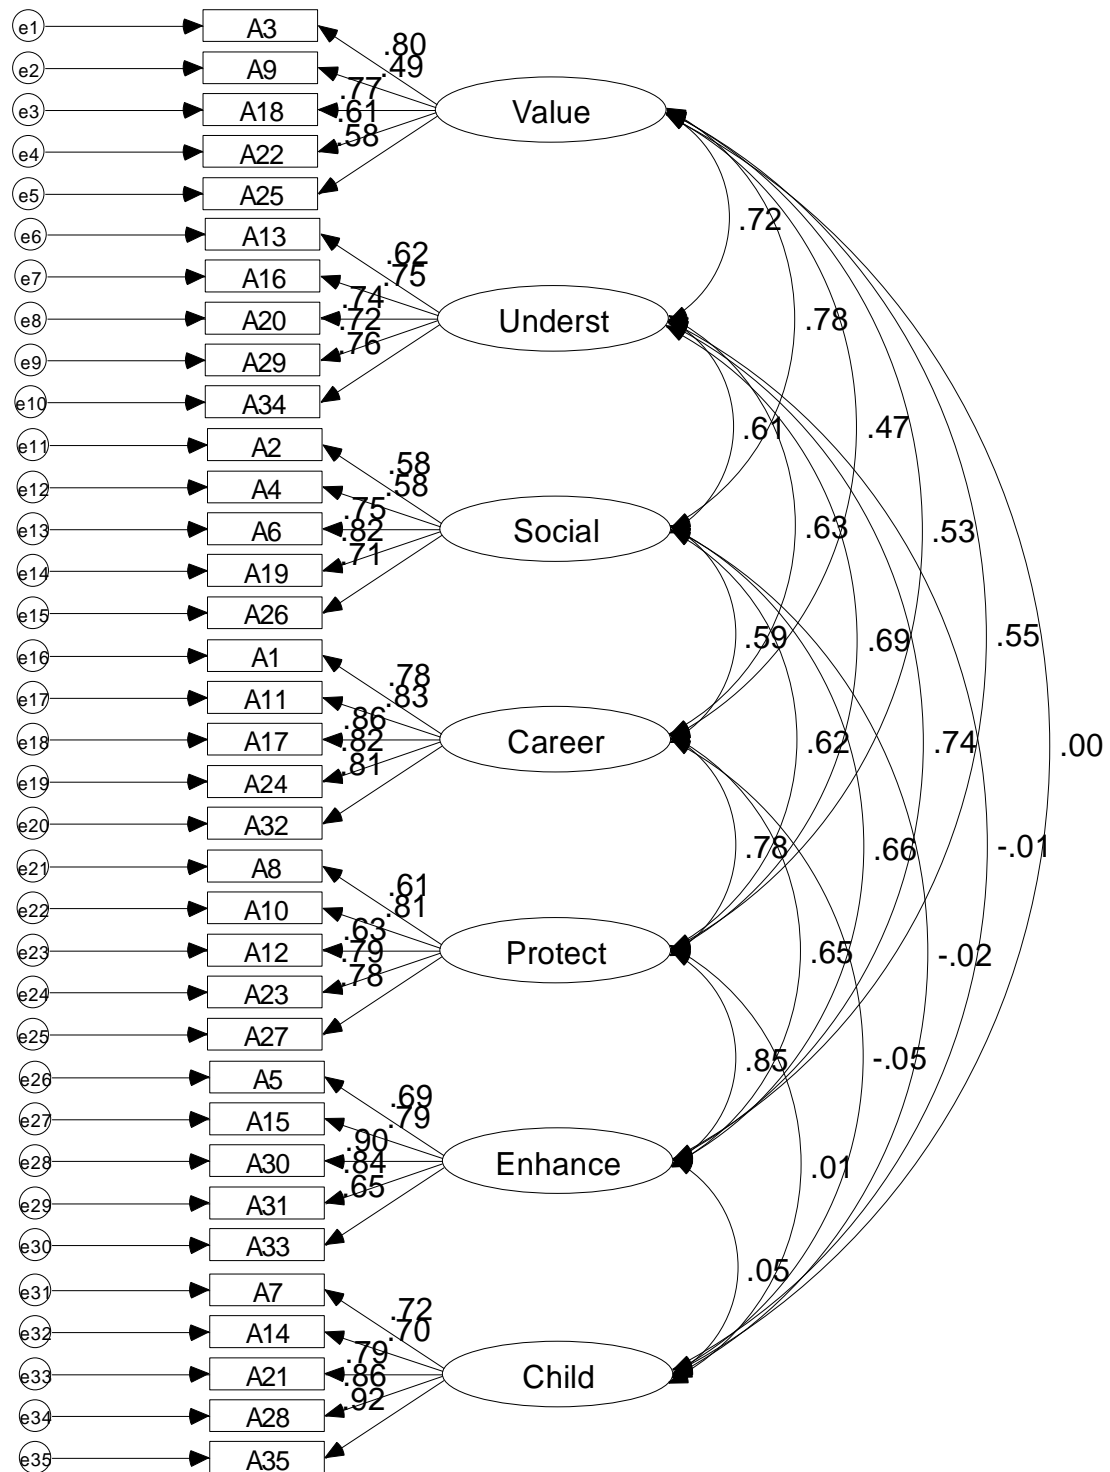 e1 A3 .80
e2 A9 .49
e3 A18 .77 Value
e4 A22 .61
e5 A25 .58
.72
e6 A13 .62
e7 A16 .75
e8 A20 .74 Underst .78
e9 A29 .72
e10 A34 .76
e11 A2 .58 .61 .47
e12 A4 .58
e13 A6 .75 Social .63 .53
e14 A19 .82
e15 A26 .71
e16 A1 .78 .59 .69 .55
e17 A11 .83
e18 A17 .86 Career .62 .74 .00
e19 A24 .82
e20 A32 .81
e21 A8 .61 .78 .66 -.01
e22 A10 .81
e23 A12 .63 Protect .65 -.02
e24 A23 .79
e25 A27 .78
e26 A5 .69 .85 -.05
e27 A15 .79
e28 A30 .90 Enhance .01
e29 A31 .84
e30 A33 .65
.05
e31 A7 .72
e32 A14 .70
e33 A21 .79 Child
e34 A28 .86
e35 A35 .92